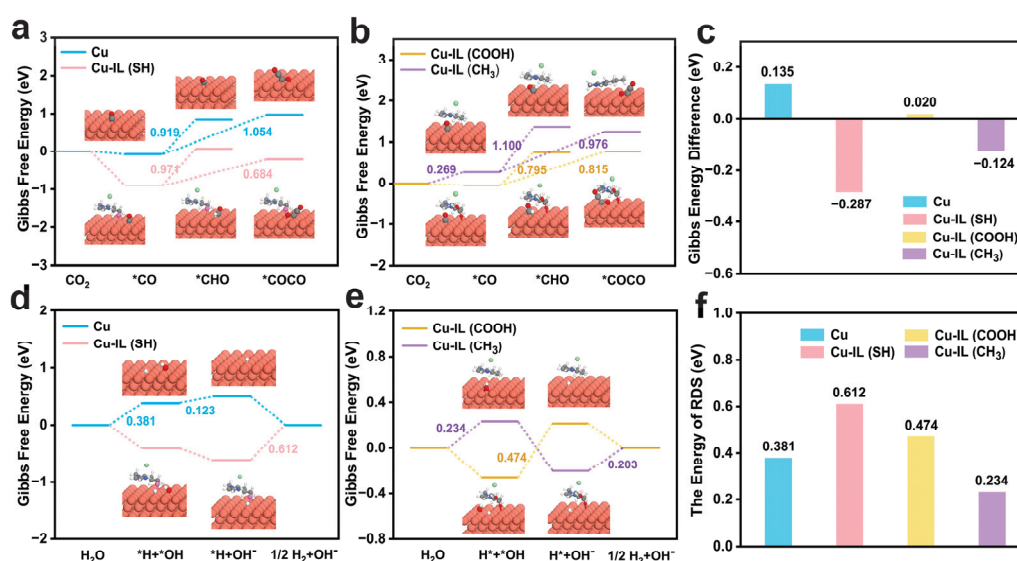 a
Gibbs Free Energy (eV)
3
2
1
0
−1
−2
−3
Cu
Cu-IL (SH)
0.919
1.054
0.971
0.684
CO₂
*CO
*CHO
*COCO
b
Gibbs Free Energy (eV)
3
2
1
0
−1
−2
Cu-IL (COOH)
Cu-IL (CH₃)
0.269
1.100
0.976
0.795
0.815
CO₂
*CO
*CHO
*COCO
c
Gibbs Energy Difference (eV)
0.2
0.0
−0.2
−0.4
−0.6
0.135
−0.287
0.020
−0.124
Cu
Cu-IL (SH)
Cu-IL (COOH)
Cu-IL (CH₃)
d
Gibbs Free Energy (eV)
2
1
0
−1
−2
Cu
Cu-IL (SH)
0.381
0.123
0.612
H₂O
*H+*OH
*H+OH⁻
1/2 H₂+OH⁻
e
Gibbs Free Energy (eV)
1.2
0.8
0.4
0.0
−0.4
−0.8
Cu-IL (COOH)
Cu-IL (CH₃)
0.234
0.474
0.203
H₂O
H*+*OH
H*+OH⁻
1/2 H₂+OH⁻
f
The Energy of RDS (eV)
1.0
0.8
0.6
0.4
0.2
0.0
Cu
Cu-IL (SH)
Cu-IL (COOH)
Cu-IL (CH₃)
0.381
0.612
0.474
0.234